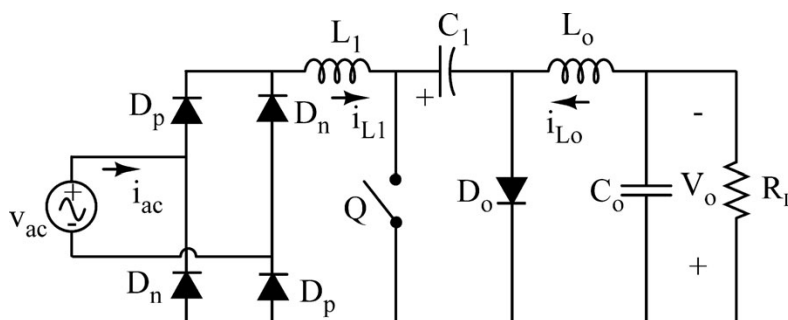 L1
C1
Lo
Dp
Dn
iL1
+
iLo
-
+
iac
vac
-
Q
Do
Co
Vo
Dn
Dp
+